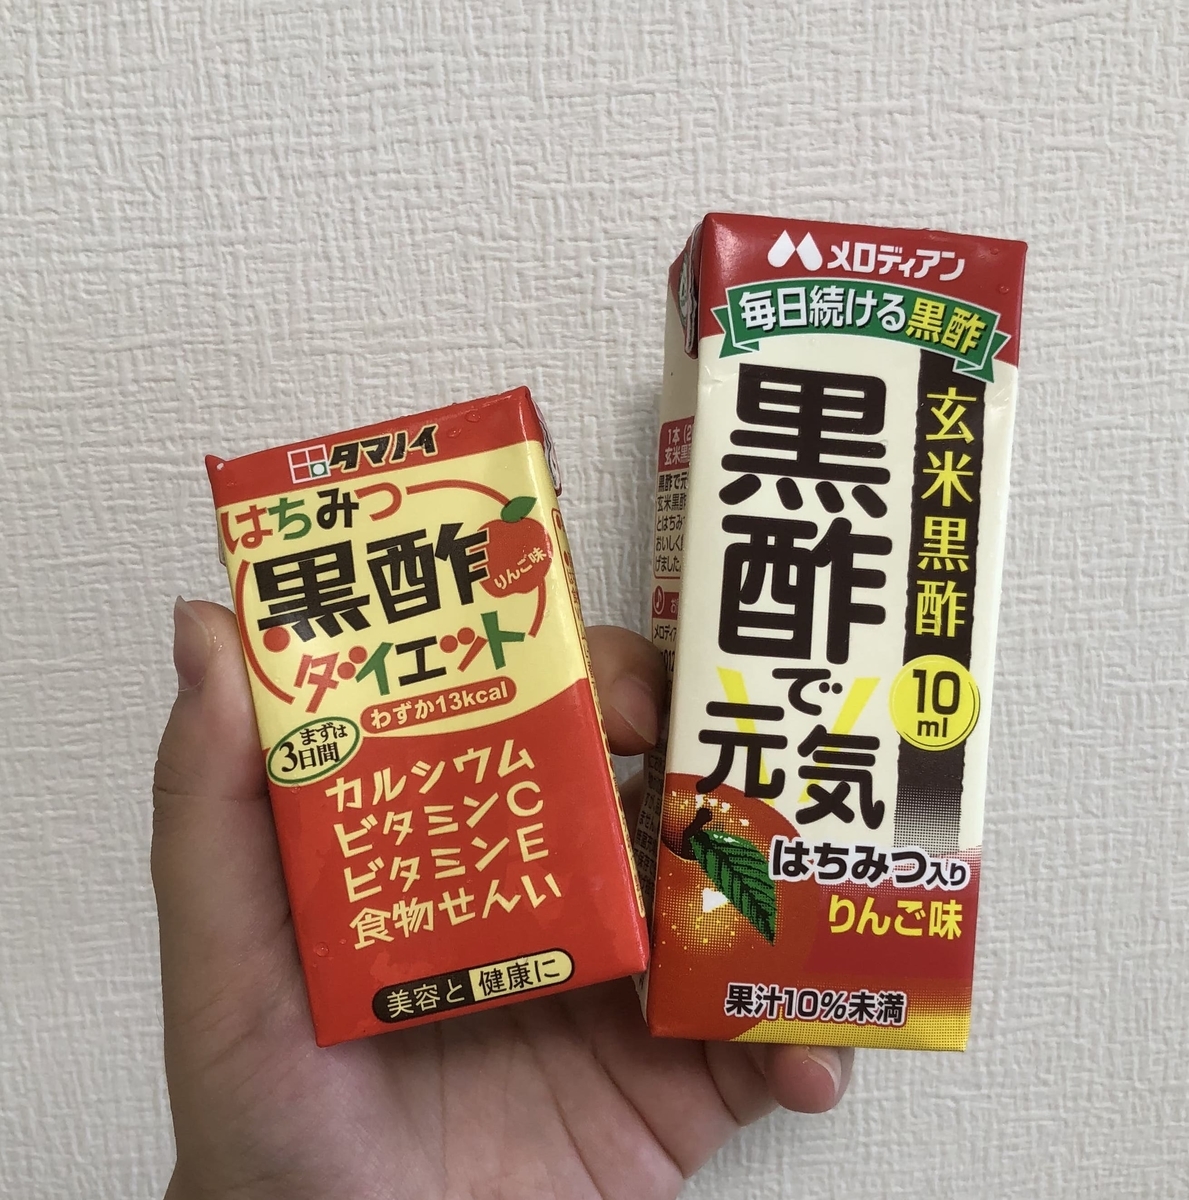 タマノイ
はちみつ
黒酢
りんご味
ダイエット
わずか13kcal
まずは
3日間
カルシウム
ビタミンC
ビタミンE
食物せんい
美容と健康に
メロディアン
毎日続ける黒酢
玄米黒酢
10
ml
黒酢
で
元気
はちみつ入り
りんご味
果汁10%未満